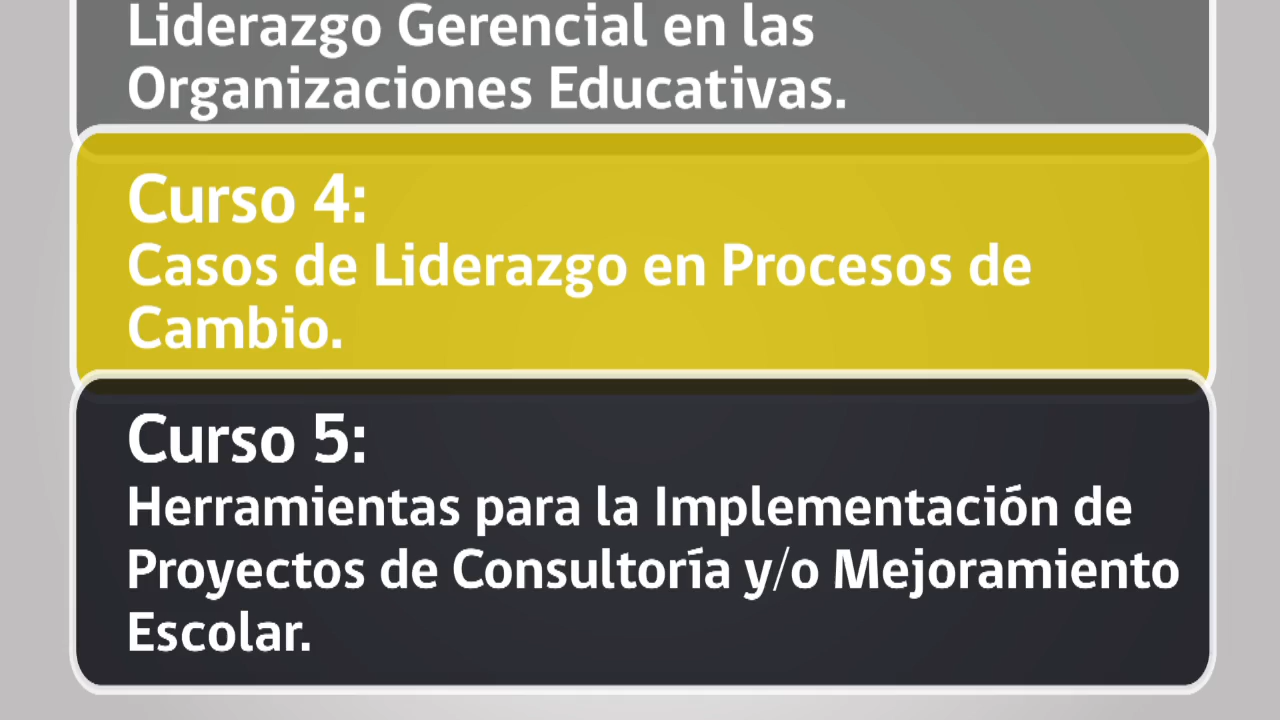 Liderazgo Gerencial en las
Organizaciones Educativas.
Curso 4:
Casos de Liderazgo en Procesos de
Cambio.
Curso 5:
Herramientas para la Implementación de
Proyectos de Consultoría y/o Mejoramiento
Escolar.